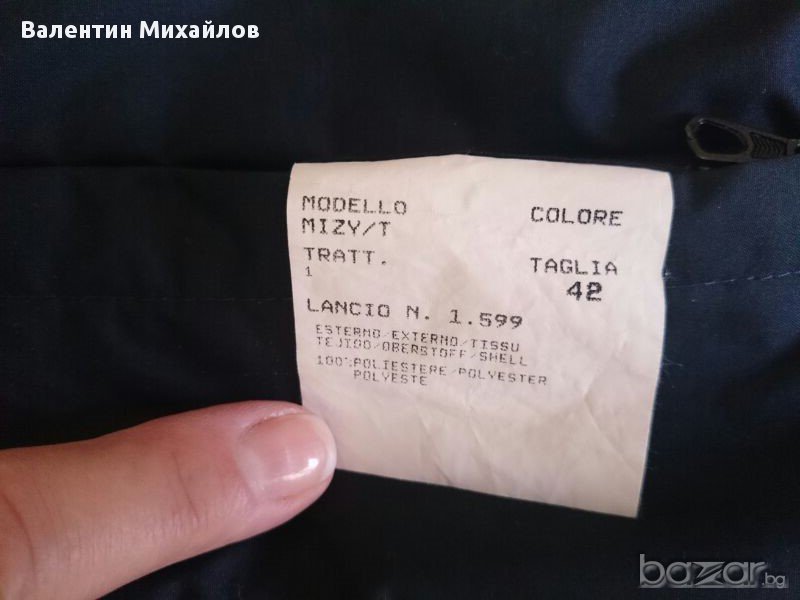 Валентин Михайлов
MODELLO
MIZY/T
COLORE
TRATT.
1
TAGLIA
42
LANCIO N. 1.599
ESTERNO/EXTERNO/TISSU
TEJIDO/OBERSTOFF/SHELL
100%POLIESTERE/POLYESTER
POLYESTE
bazar.bg